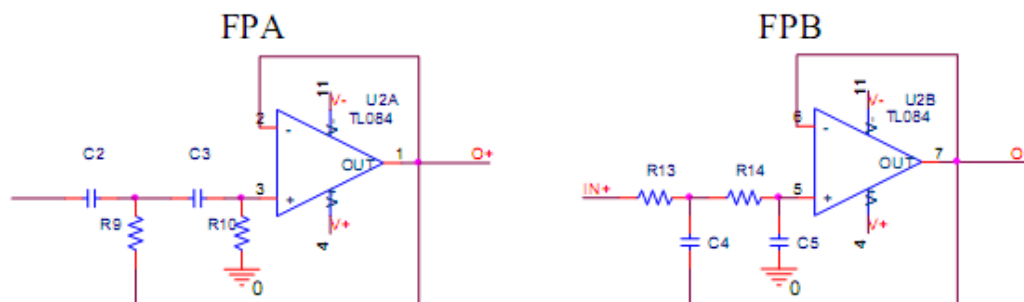 FPA
FPB
11
V-
U2A
TL084
V-
2
-
OUT
1
O+
C2
C3
3
+
R9
R10
V+
V+
4
0
11
V-
U2B
TL084
V-
6
-
OUT
7
O
R13
R14
IN+
5
+
C4
C5
V+
V+
4
0